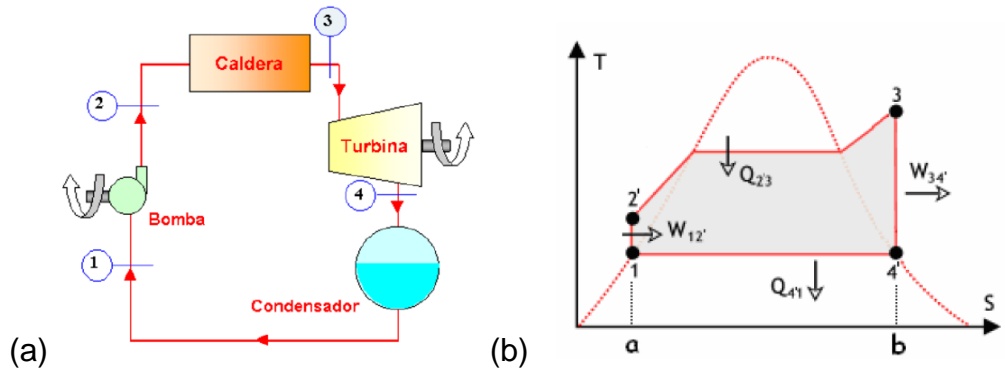 3
Caldera
2
Turbina
4
Bomba
1
Condensador
(a)
T
3
Q2'3
2'
W34'
W12'
1
4'
Q4'1
S
a
b
(b)